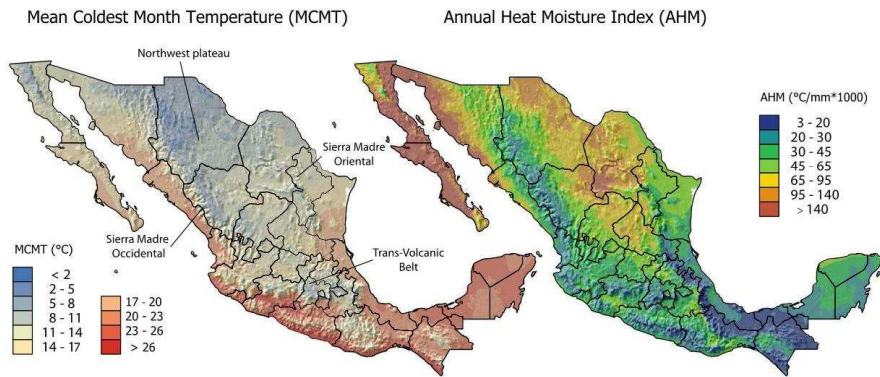 Mean Coldest Month Temperature (MCMT)
Annual Heat Moisture Index (AHM)
Northwest plateau
Sierra Madre
Oriental
Sierra Madre
Occidental
Trans-Volcanic
Belt
MCMT (°C)
< 2
2 - 5
5 - 8
8 - 11
11 - 14
14 - 17
17 - 20
20 - 23
23 - 26
> 26
AHM (°C/mm*1000)
3 - 20
20 - 30
30 - 45
45 - 65
65 - 95
95 - 140
> 140